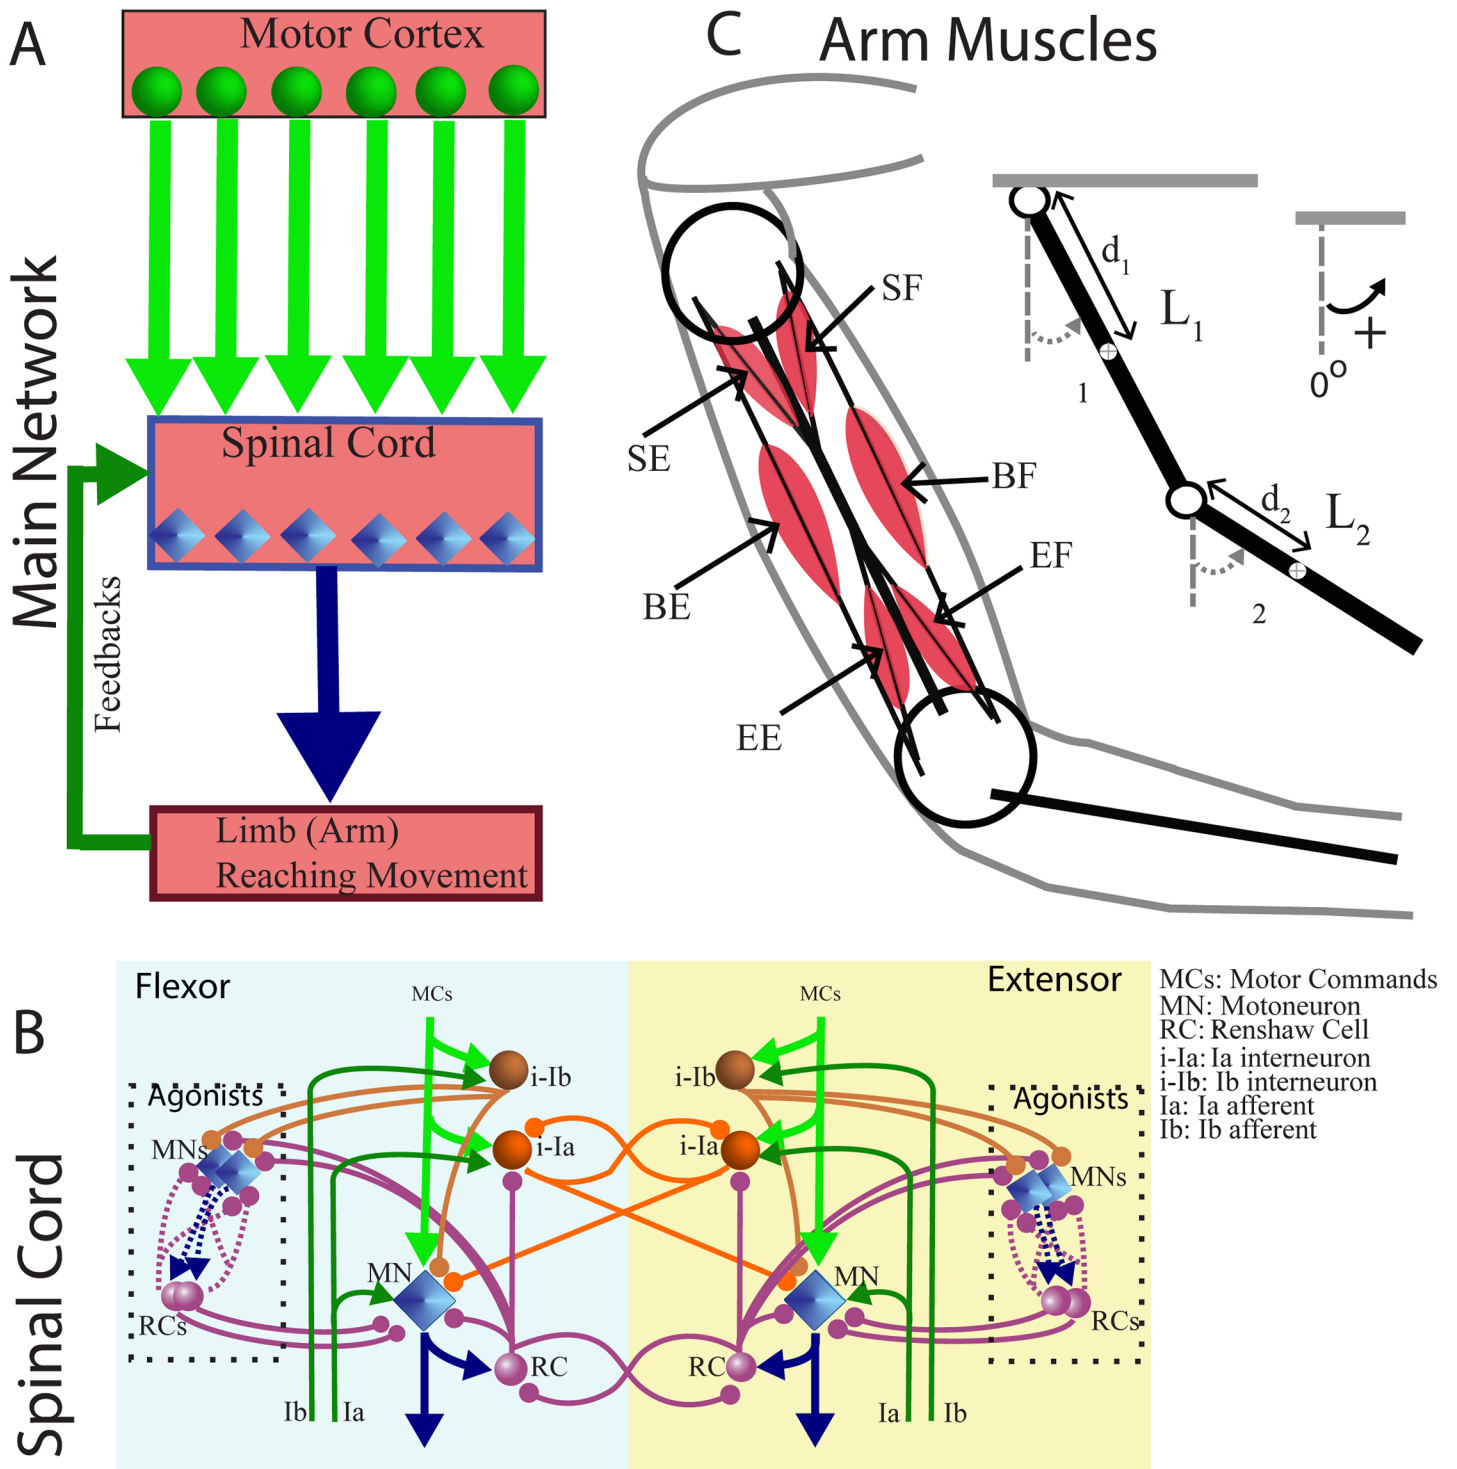 A
Motor Cortex
Main Network
Spinal Cord
Feedbacks
Limb (Arm)
Reaching Movement
C
Arm Muscles
SF
SE
BF
BE
EF
EE
d1
L1
1
d2
L2
2
0o
+
B
Spinal Cord
Flexor
MCs
i-Ib
Agonists
MNs
i-Ia
MN
RCs
RC
Ib
Ia
Extensor
MCs
i-Ib
Agonists
i-Ia
MNs
MN
RC
RCs
Ia
Ib
MCs: Motor Commands
MN: Motoneuron
RC: Renshaw Cell
i-Ia: Ia interneuron
i-Ib: Ib interneuron
Ia: Ia afferent
Ib: Ib afferent